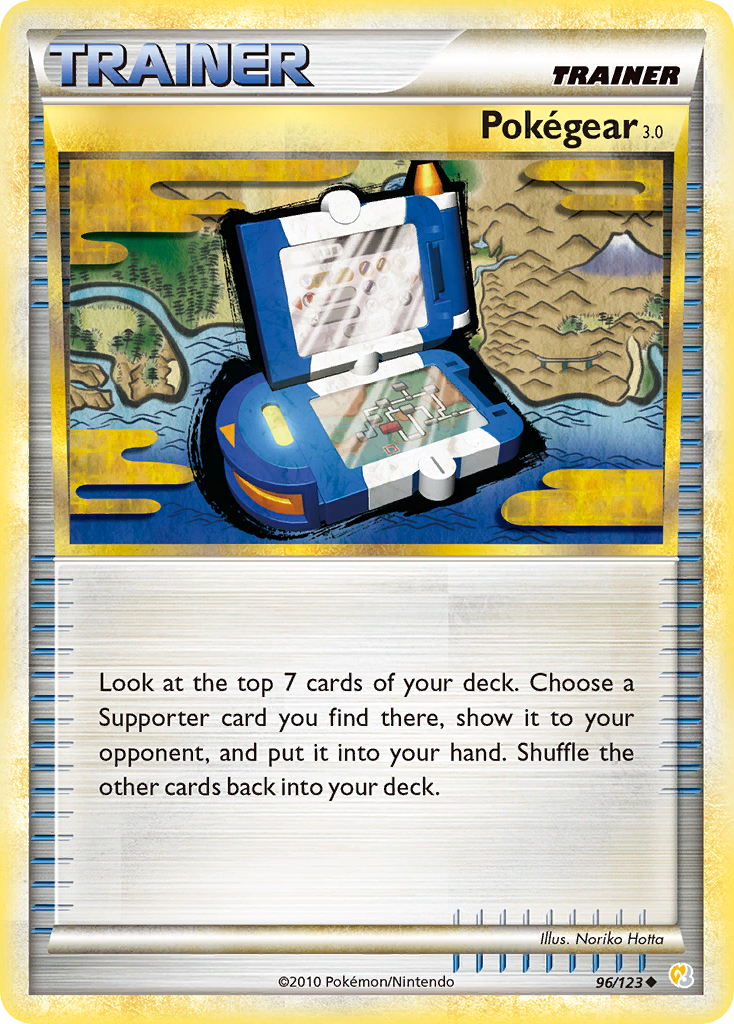 TRAINER
TRAINER
Pokégear 3.0
Look at the top 7 cards of your deck. Choose a
Supporter card you find there, show it to your
opponent, and put it into your hand. Shuffle the
other cards back into your deck.
Illus. Noriko Hotta
©2010 Pokémon/Nintendo
96/123